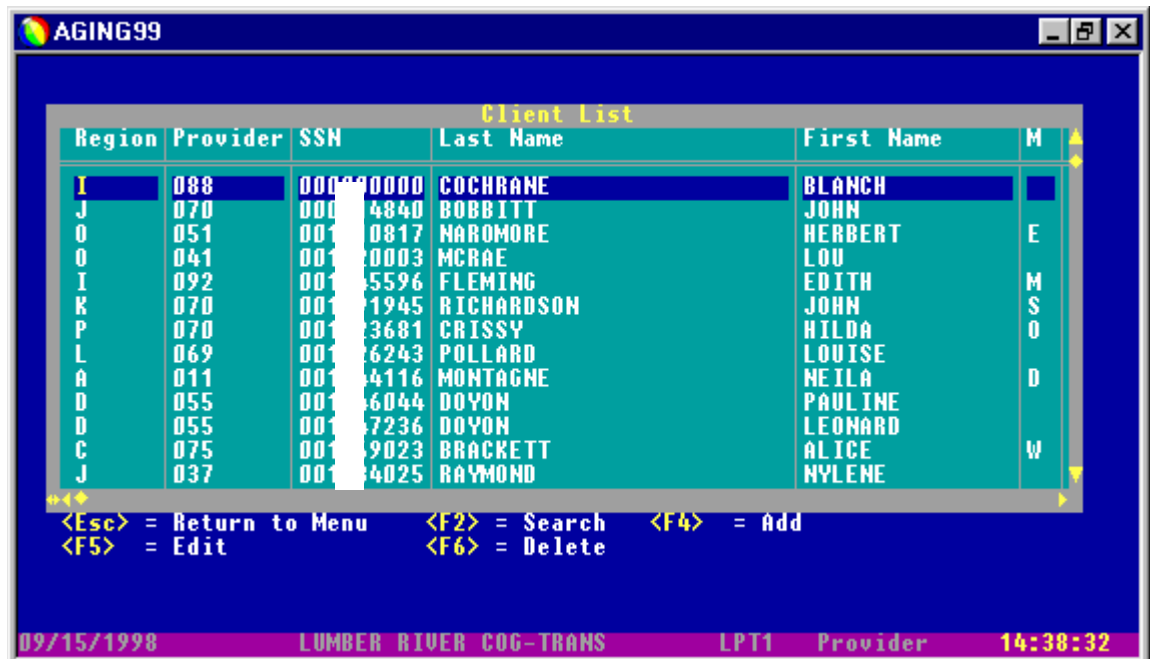 AGING99
Client List
Region Provider SSN Last Name First Name M
I 088 COCHRANE BLANCH
J 070 BOBBITT JOHN
O 051 NAROMORE HERBERT E
O 041 MCRAE LOU
I 092 FLEMING EDITH M
K 070 RICHARDSON JOHN S
P 070 CRISSY HILDA O
L 069 POLLARD LOUISE
A 011 MONTAGNE NEILA D
D 055 DOYON PAULINE
D 055 DOYON LEONARD
C 075 BRACKETT ALICE W
J 037 RAYMOND NYLENE
<Esc> = Return to Menu <F2> = Search <F4> = Add
<F5> = Edit <F6> = Delete
09/15/1998 LUMBER RIVER COG-TRANS LPT1 Provider 14:38:32